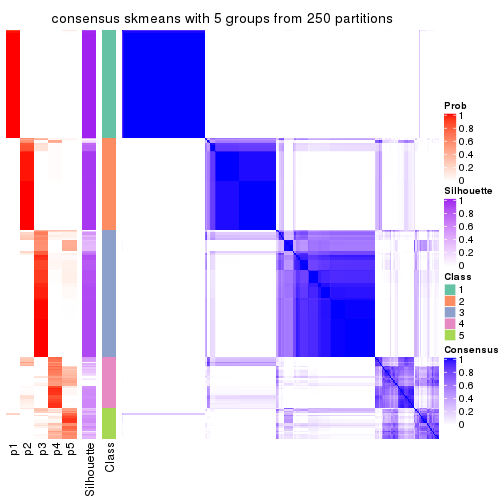 consensus skmeans with 5 groups from 250 partitions
Prob
1
0.8
0.6
0.4
0.2
0
Silhouette
1
0.8
0.6
0.4
0.2
0
Class
1
2
3
4
5
Consensus
1
0.8
0.6
0.4
0.2
0
p1
p2
p3
p4
p5
Silhouette
Class